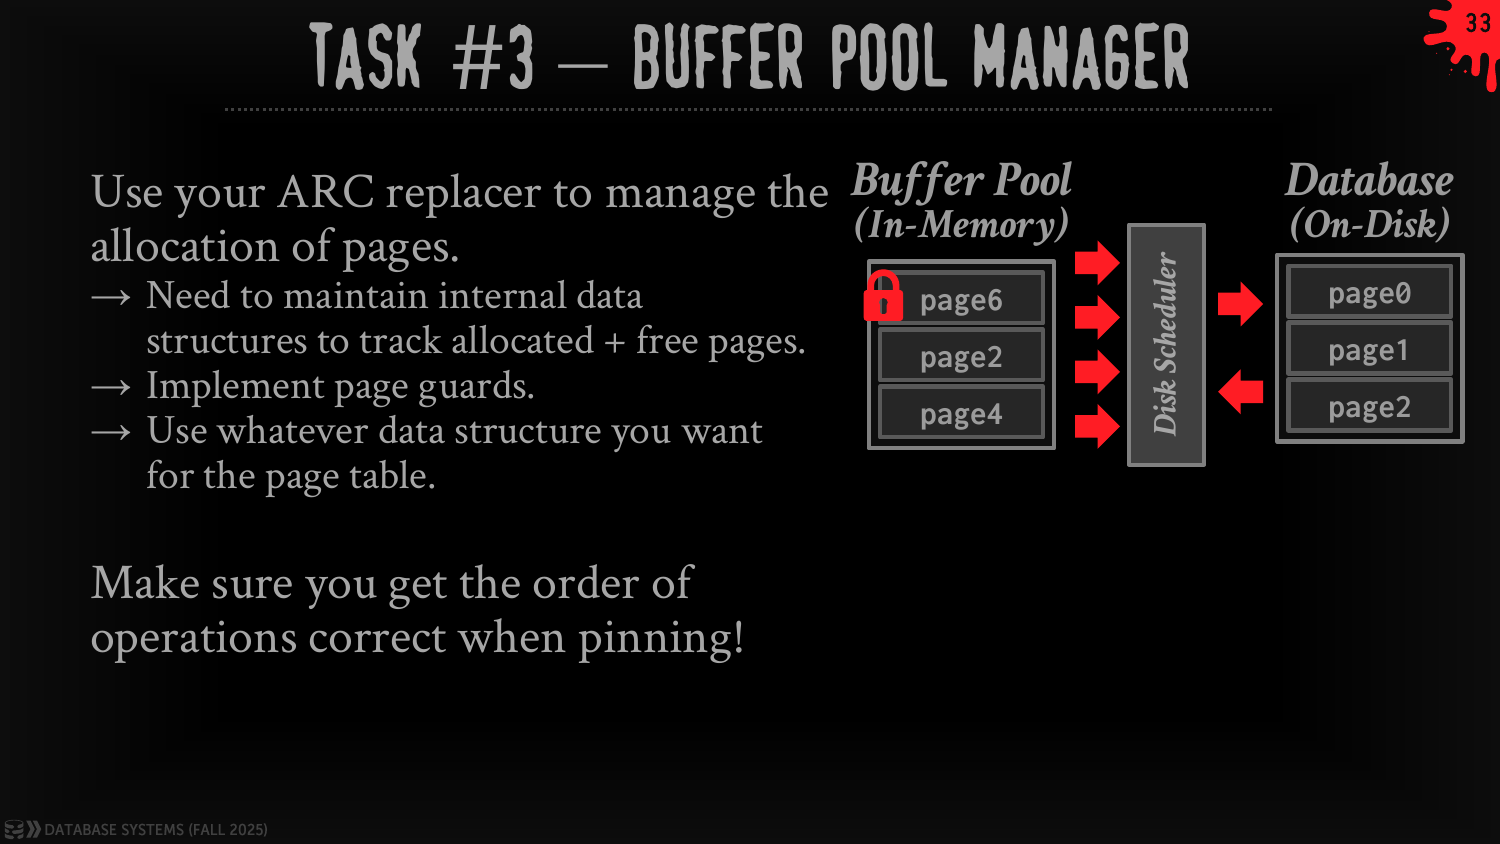 TASK #3 — BUFFER POOL MANAGER
33
Use your ARC replacer to manage the
allocation of pages.
→ Need to maintain internal data
structures to track allocated + free pages.
→ Implement page guards.
→ Use whatever data structure you want
for the page table.
Make sure you get the order of
operations correct when pinning!
Buffer Pool
(In-Memory)
page6
page2
page4
Disk Scheduler
Database
(On-Disk)
page0
page1
page2
DATABASE SYSTEMS (FALL 2025)